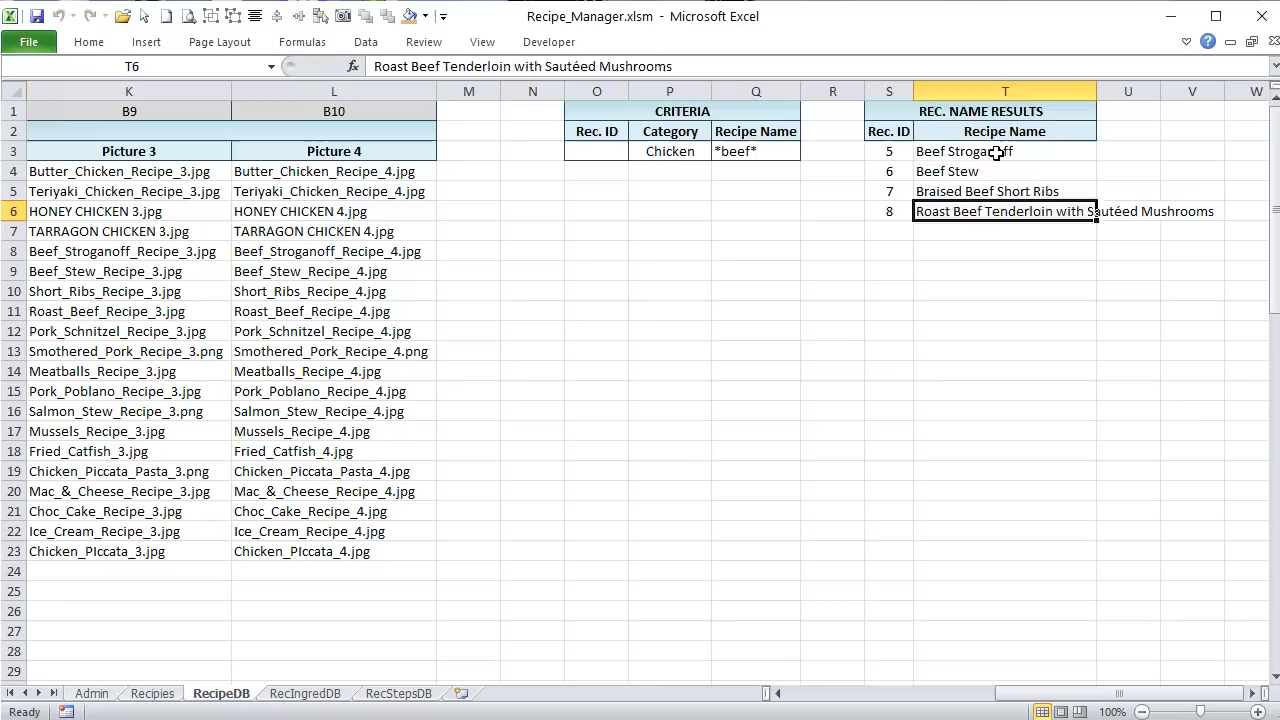 Recipe_Manager.xlsm - Microsoft Excel
File Home Insert Page Layout Formulas Data Review View Developer
T6 fx Roast Beef Tenderloin with Sautéed Mushrooms
K L M N O P Q R S T U V W
1 B9 B10 CRITERIA REC. NAME RESULTS
2 Rec. ID Category Recipe Name Rec. ID Recipe Name
3 Picture 3 Picture 4 Chicken *beef* 5 Beef Stroganoff
4 Butter_Chicken_Recipe_3.jpg Butter_Chicken_Recipe_4.jpg 6 Beef Stew
5 Teriyaki_Chicken_Recipe_3.jpg Teriyaki_Chicken_Recipe_4.jpg 7 Braised Beef Short Ribs
6 HONEY CHICKEN 3.jpg HONEY CHICKEN 4.jpg 8 Roast Beef Tenderloin with Sautéed Mushrooms
7 TARRAGON CHICKEN 3.jpg TARRAGON CHICKEN 4.jpg
8 Beef_Stroganoff_Recipe_3.jpg Beef_Stroganoff_Recipe_4.jpg
9 Beef_Stew_Recipe_3.jpg Beef_Stew_Recipe_4.jpg
10 Short_Ribs_Recipe_3.jpg Short_Ribs_Recipe_4.jpg
11 Roast_Beef_Recipe_3.jpg Roast_Beef_Recipe_4.jpg
12 Pork_Schnitzel_Recipe_3.jpg Pork_Schnitzel_Recipe_4.jpg
13 Smothered_Pork_Recipe_3.png Smothered_Pork_Recipe_4.png
14 Meatballs_Recipe_3.jpg Meatballs_Recipe_4.jpg
15 Pork_Poblano_Recipe_3.jpg Pork_Poblano_Recipe_4.jpg
16 Salmon_Stew_Recipe_3.png Salmon_Stew_Recipe_4.jpg
17 Mussels_Recipe_3.jpg Mussels_Recipe_4.jpg
18 Fried_Catfish_3.jpg Fried_Catfish_4.jpg
19 Chicken_Piccata_Pasta_3.png Chicken_Piccata_Pasta_4.jpg
20 Mac_&_Cheese_Recipe_3.jpg Mac_&_Cheese_Recipe_4.jpg
21 Choc_Cake_Recipe_3.jpg Choc_Cake_Recipe_4.jpg
22 Ice_Cream_Recipe_3.jpg Ice_Cream_Recipe_4.jpg
23 Chicken_PIccata_3.jpg Chicken_PIccata_4.jpg
24
25
26
27
28
29
Admin Recipies RecipeDB RecIngredDB RecStepsDB
Ready 100%